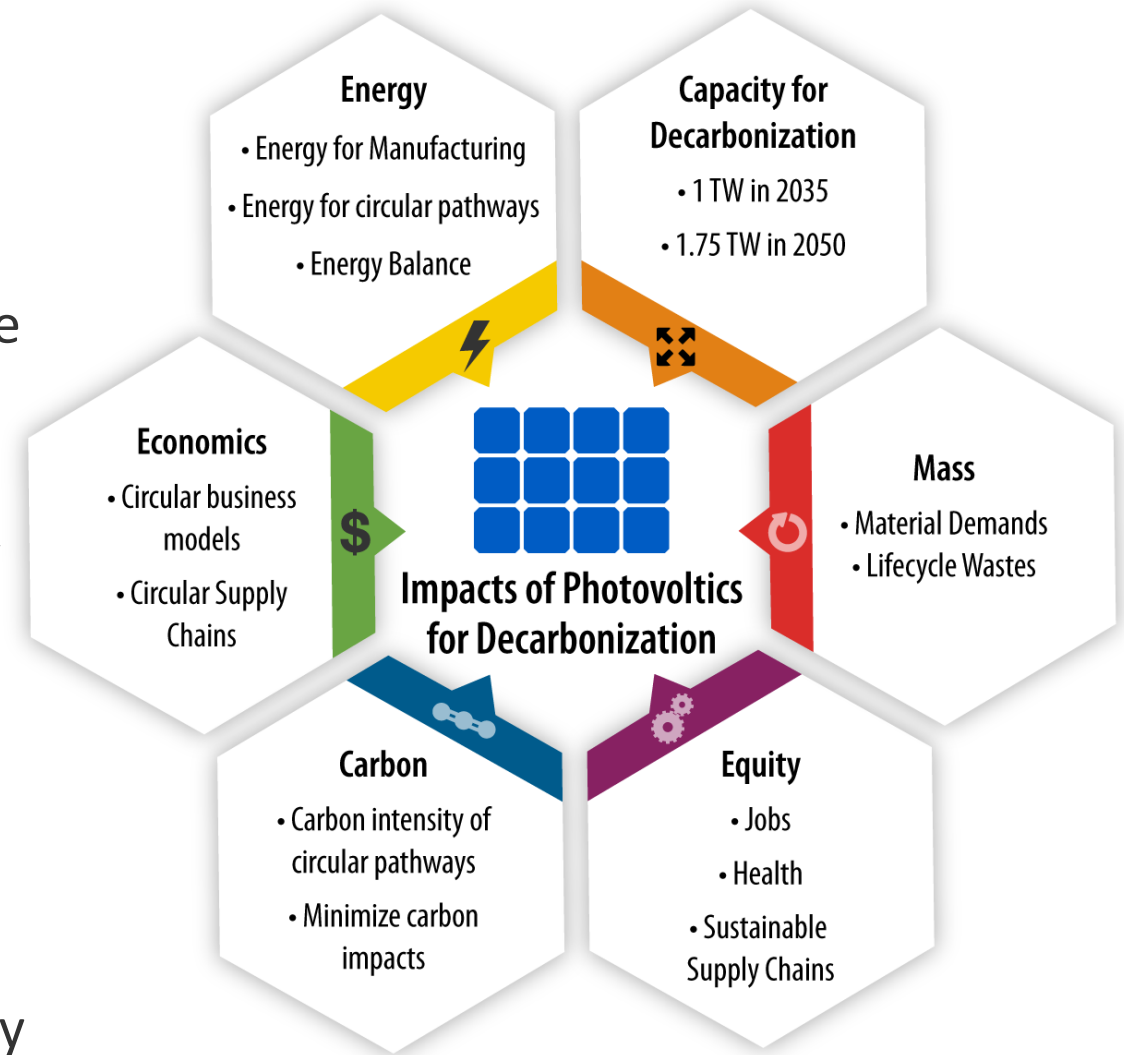 Energy
• Energy for Manufacturing
• Energy for circular pathways
• Energy Balance
Capacity for
Decarbonization
• 1 TW in 2035
• 1.75 TW in 2050
e
Economics
• Circular business
models
• Circular Supply
Chains
$
Impacts of Photovoltics
for Decarbonization
Mass
• Material Demands
• Lifecycle Wastes
Carbon
• Carbon intensity of
circular pathways
• Minimize carbon
impacts
Equity
• Jobs
• Health
• Sustainable
Supply Chains
y